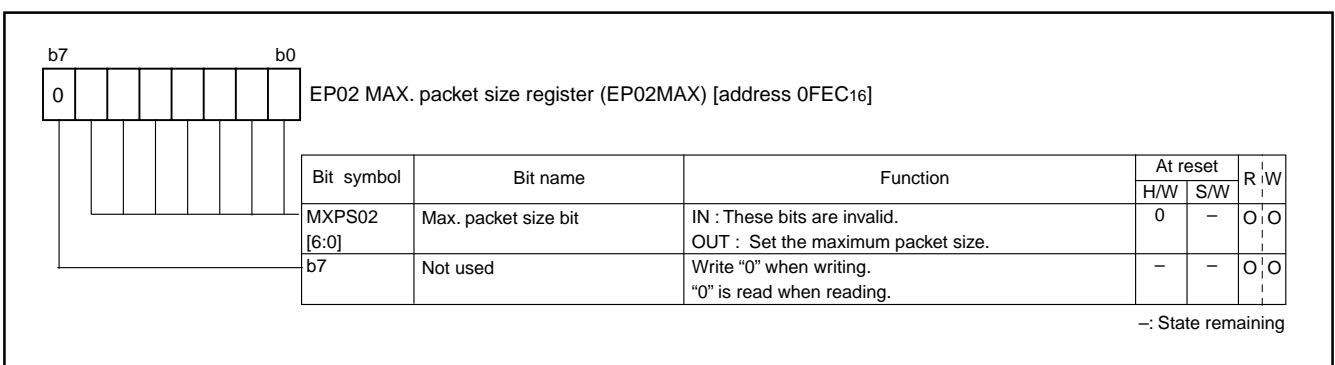 b7 b0
0 EP02 MAX. packet size register (EP02MAX) [address 0FEC16]
Bit symbol Bit name Function At reset R W
H/W S/W
MXPS02 Max. packet size bit IN : These bits are invalid. 0 – O O
[6:0] OUT : Set the maximum packet size.
b7 Not used Write “0” when writing. – – O O
“0” is read when reading.
–: State remaining